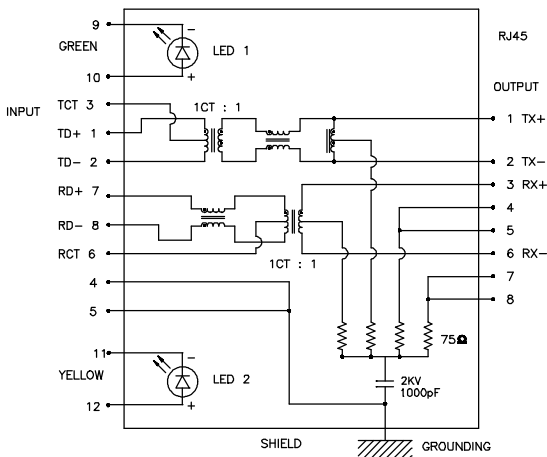 9 −
GREEN LED 1 RJ45
10 +
OUTPUT
INPUT TCT 3 1CT : 1
TD+ 1 1 TX+
TD- 2 2 TX-
RD+ 7 3 RX+
4
RD- 8 5
RCT 6 6 RX-
1CT : 1
4 7
5 8
75Ω
11 −
YELLOW LED 2 2KV
1000pF
12 +
SHIELD GROUNDING